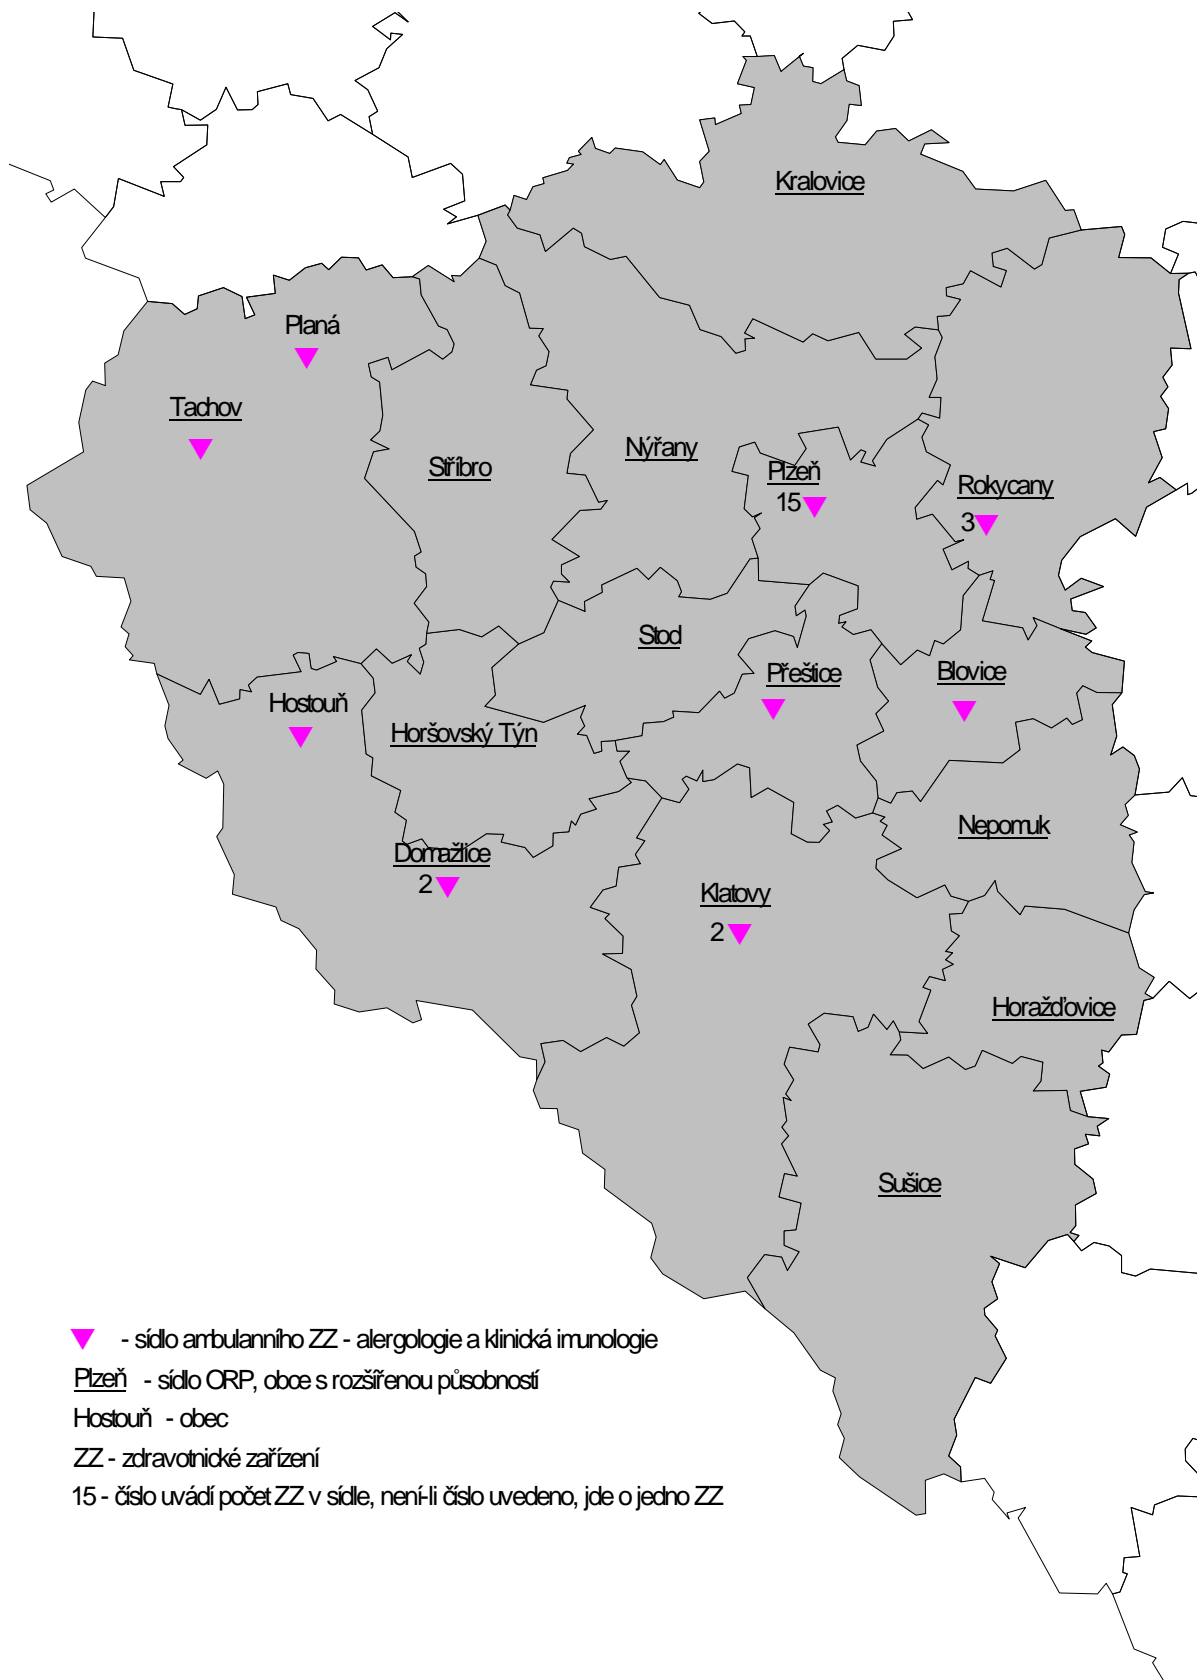 Kralovice
Planá
Tachov
Stříbro
Nýřany
Plzeň
15
Rokycany
3
Stod
Přeštice
Blovice
Hostouň
Horšovský Týn
Nepomuk
Domažlice
2
Klatovy
2
Horažďovice
Sušice
- sídlo ambulanního ZZ - alergologie a klinická imunologie
Plzeň - sídlo ORP, obce s rozšířenou působností
Hostouň - obec
ZZ - zdravotnické zařízení
15 - číslo uvádí počet ZZ v sídle, není-li číslo uvedeno, jde o jedno ZZ